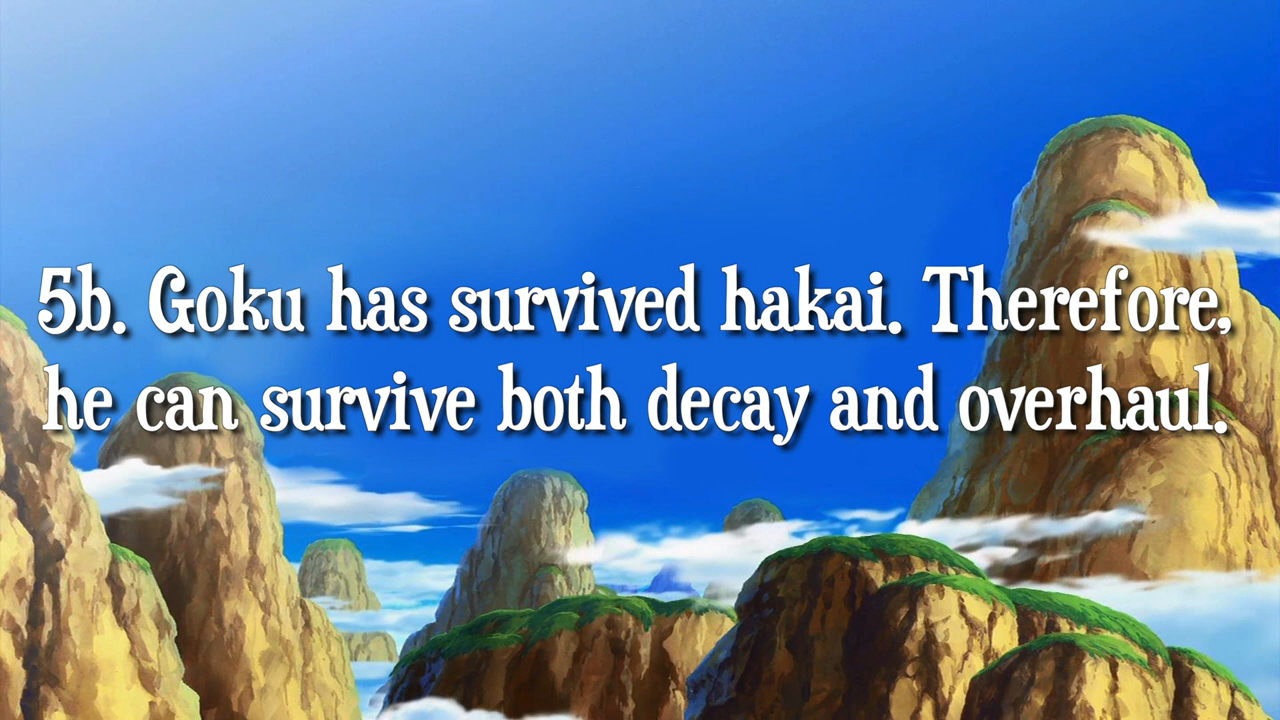 5b. Goku has survived hakai. Therefore,
he can survive both decay and overhaul.